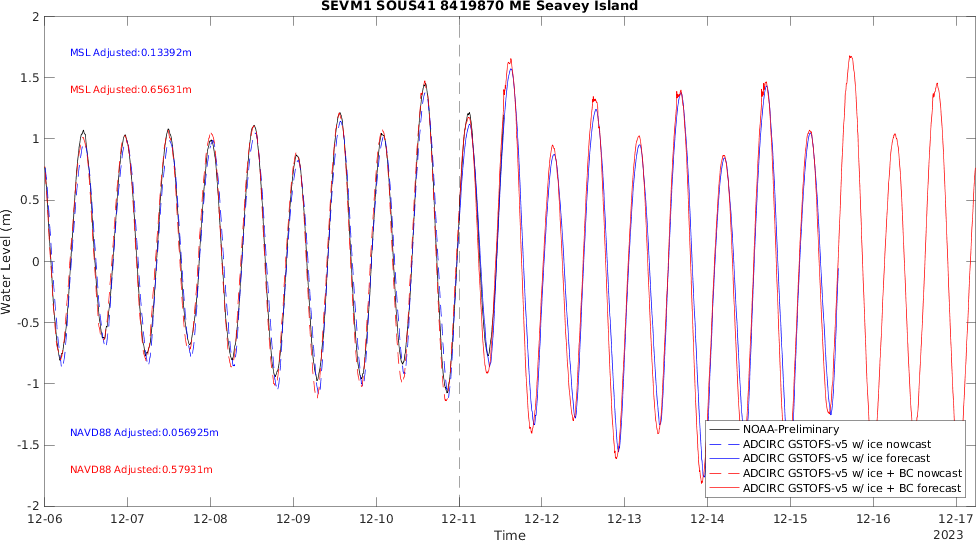 SEVM1 SOUS41 8419870 ME Seavey Island
2
1.5
1
0.5
0
-0.5
-1
-1.5
-2
Water Level (m)
MSL Adjusted:0.13392m
MSL Adjusted:0.65631m
NAVD88 Adjusted:0.056925m
NAVD88 Adjusted:0.57931m
NOAA-Preliminary
ADCIRC GSTOFS-v5 w/ ice nowcast
ADCIRC GSTOFS-v5 w/ ice forecast
ADCIRC GSTOFS-v5 w/ ice + BC nowcast
ADCIRC GSTOFS-v5 w/ ice + BC forecast
12-06 12-07 12-08 12-09 12-10 12-11 12-12 12-13 12-14 12-15 12-16 12-17
Time
2023